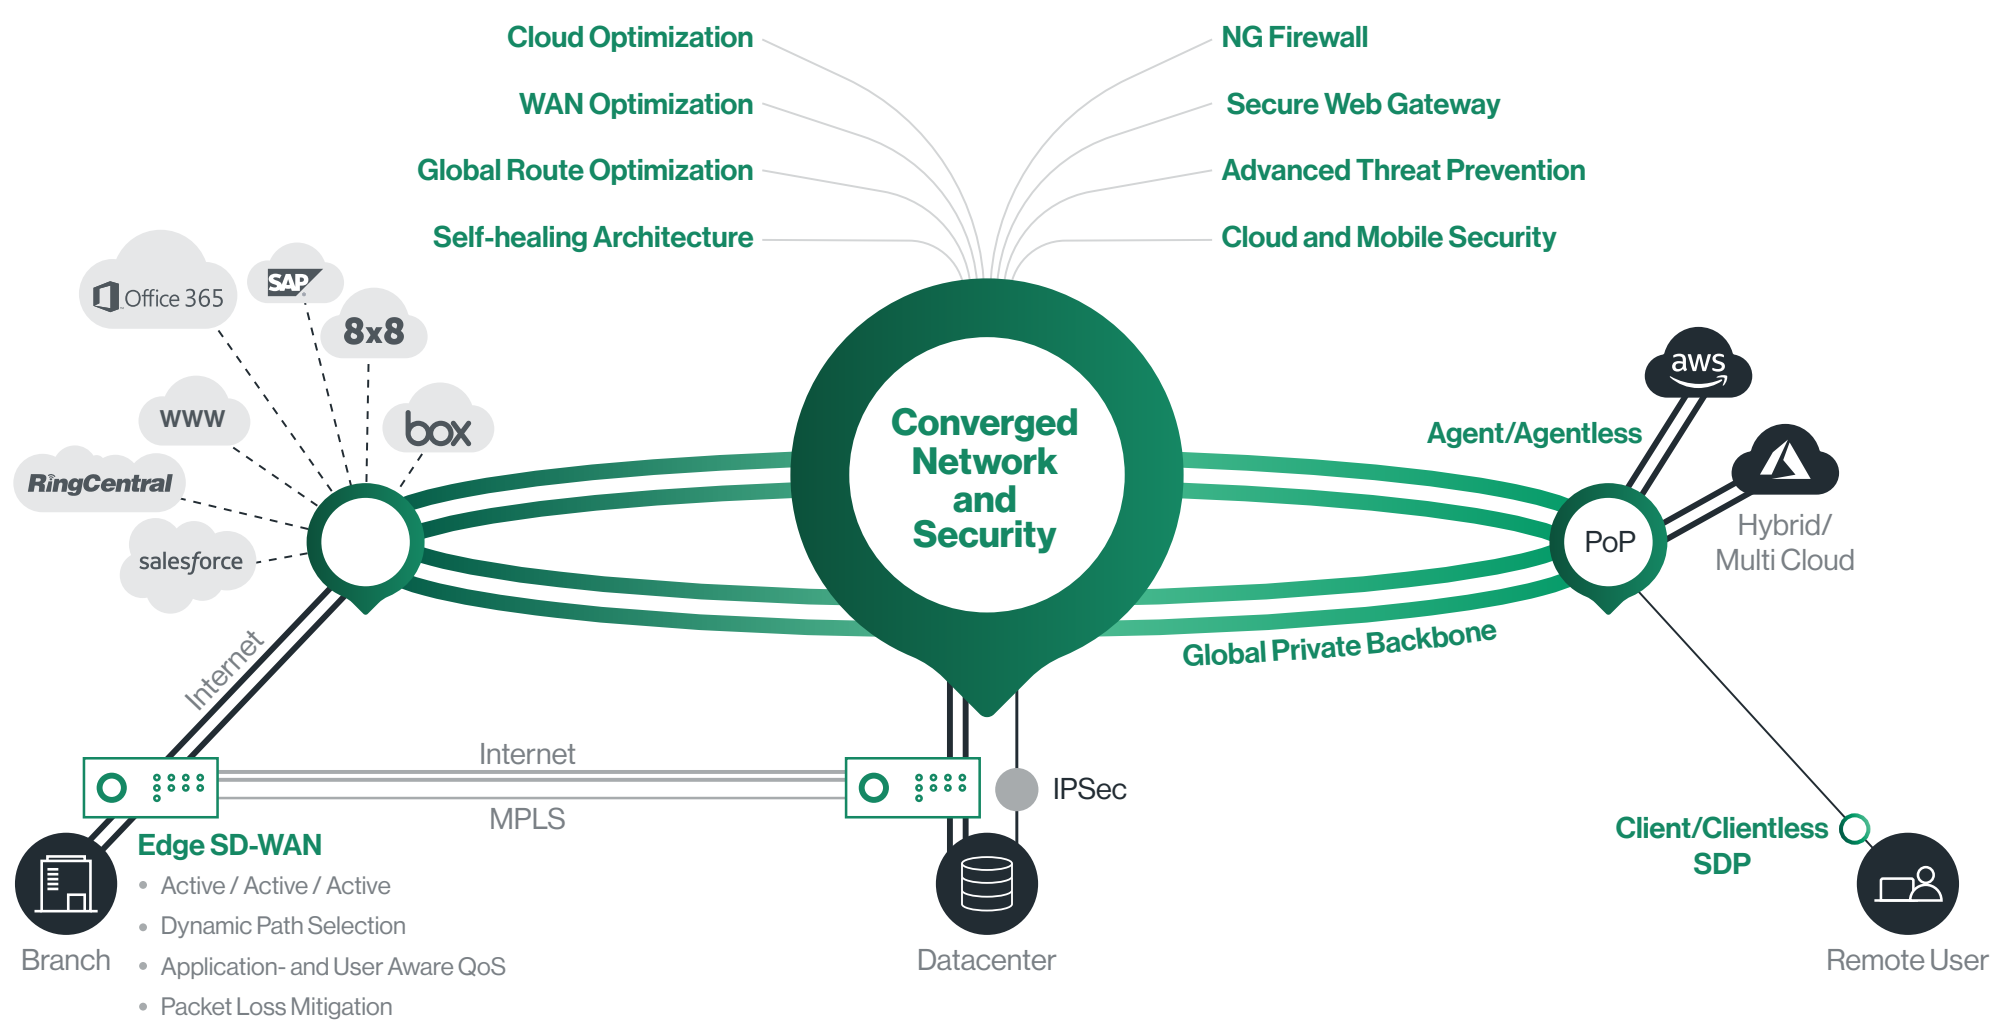 Cloud Optimization
WAN Optimization
Global Route Optimization
Self-healing Architecture
NG Firewall
Secure Web Gateway
Advanced Threat Prevention
Cloud and Mobile Security
Office 365
SAP
8x8
www
box
RingCentral
salesforce
Converged
Network
and
Security
aws
Agent/Agentless
PoP
Hybrid/
Multi Cloud
Global Private Backbone
Internet
Internet
MPLS
IPSec
Client/Clientless
SDP
Edge SD-WAN
• Active / Active / Active
• Dynamic Path Selection
• Application- and User Aware QoS
• Packet Loss Mitigation
Branch
Datacenter
Remote User